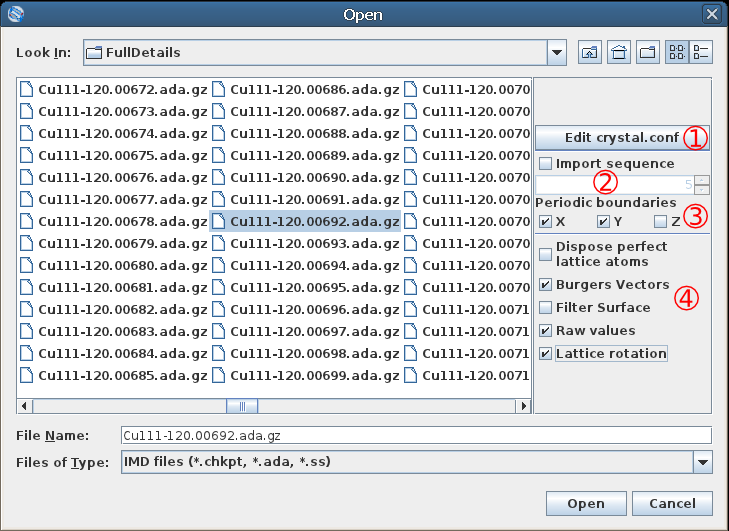 Open
Look In: FullDetails
Cu111-120.00672.ada.gz Cu111-120.00686.ada.gz Cu111-120.0070
Cu111-120.00673.ada.gz Cu111-120.00687.ada.gz Cu111-120.0070
Cu111-120.00674.ada.gz Cu111-120.00688.ada.gz Cu111-120.0070
Cu111-120.00675.ada.gz Cu111-120.00689.ada.gz Cu111-120.0070
Cu111-120.00676.ada.gz Cu111-120.00690.ada.gz Cu111-120.0070
Cu111-120.00677.ada.gz Cu111-120.00691.ada.gz Cu111-120.0070
Cu111-120.00678.ada.gz Cu111-120.00692.ada.gz Cu111-120.0070
Cu111-120.00679.ada.gz Cu111-120.00693.ada.gz Cu111-120.0070
Cu111-120.00680.ada.gz Cu111-120.00694.ada.gz Cu111-120.0070
Cu111-120.00681.ada.gz Cu111-120.00695.ada.gz Cu111-120.0070
Cu111-120.00682.ada.gz Cu111-120.00696.ada.gz Cu111-120.0071
Cu111-120.00683.ada.gz Cu111-120.00697.ada.gz Cu111-120.0071
Cu111-120.00684.ada.gz Cu111-120.00698.ada.gz Cu111-120.0071
Cu111-120.00685.ada.gz Cu111-120.00699.ada.gz Cu111-120.0071
Edit crystal.conf ①
Import sequence
② 5
Periodic boundaries
X Y Z ③
Dispose perfect
lattice atoms
Burgers Vectors
④
Filter Surface
Raw values
Lattice rotation
File Name: Cu111-120.00692.ada.gz
Files of Type: IMD files (*.chkpt, *.ada, *.ss)
Open Cancel